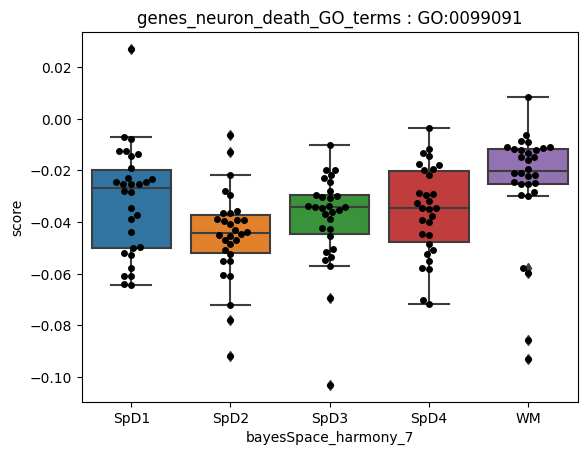 genes_neuron_death_GO_terms : GO:0099091
0.02
0.00
−0.02
−0.04
−0.06
−0.08
−0.10
score
SpD1 SpD2 SpD3 SpD4 WM
bayesSpace_harmony_7